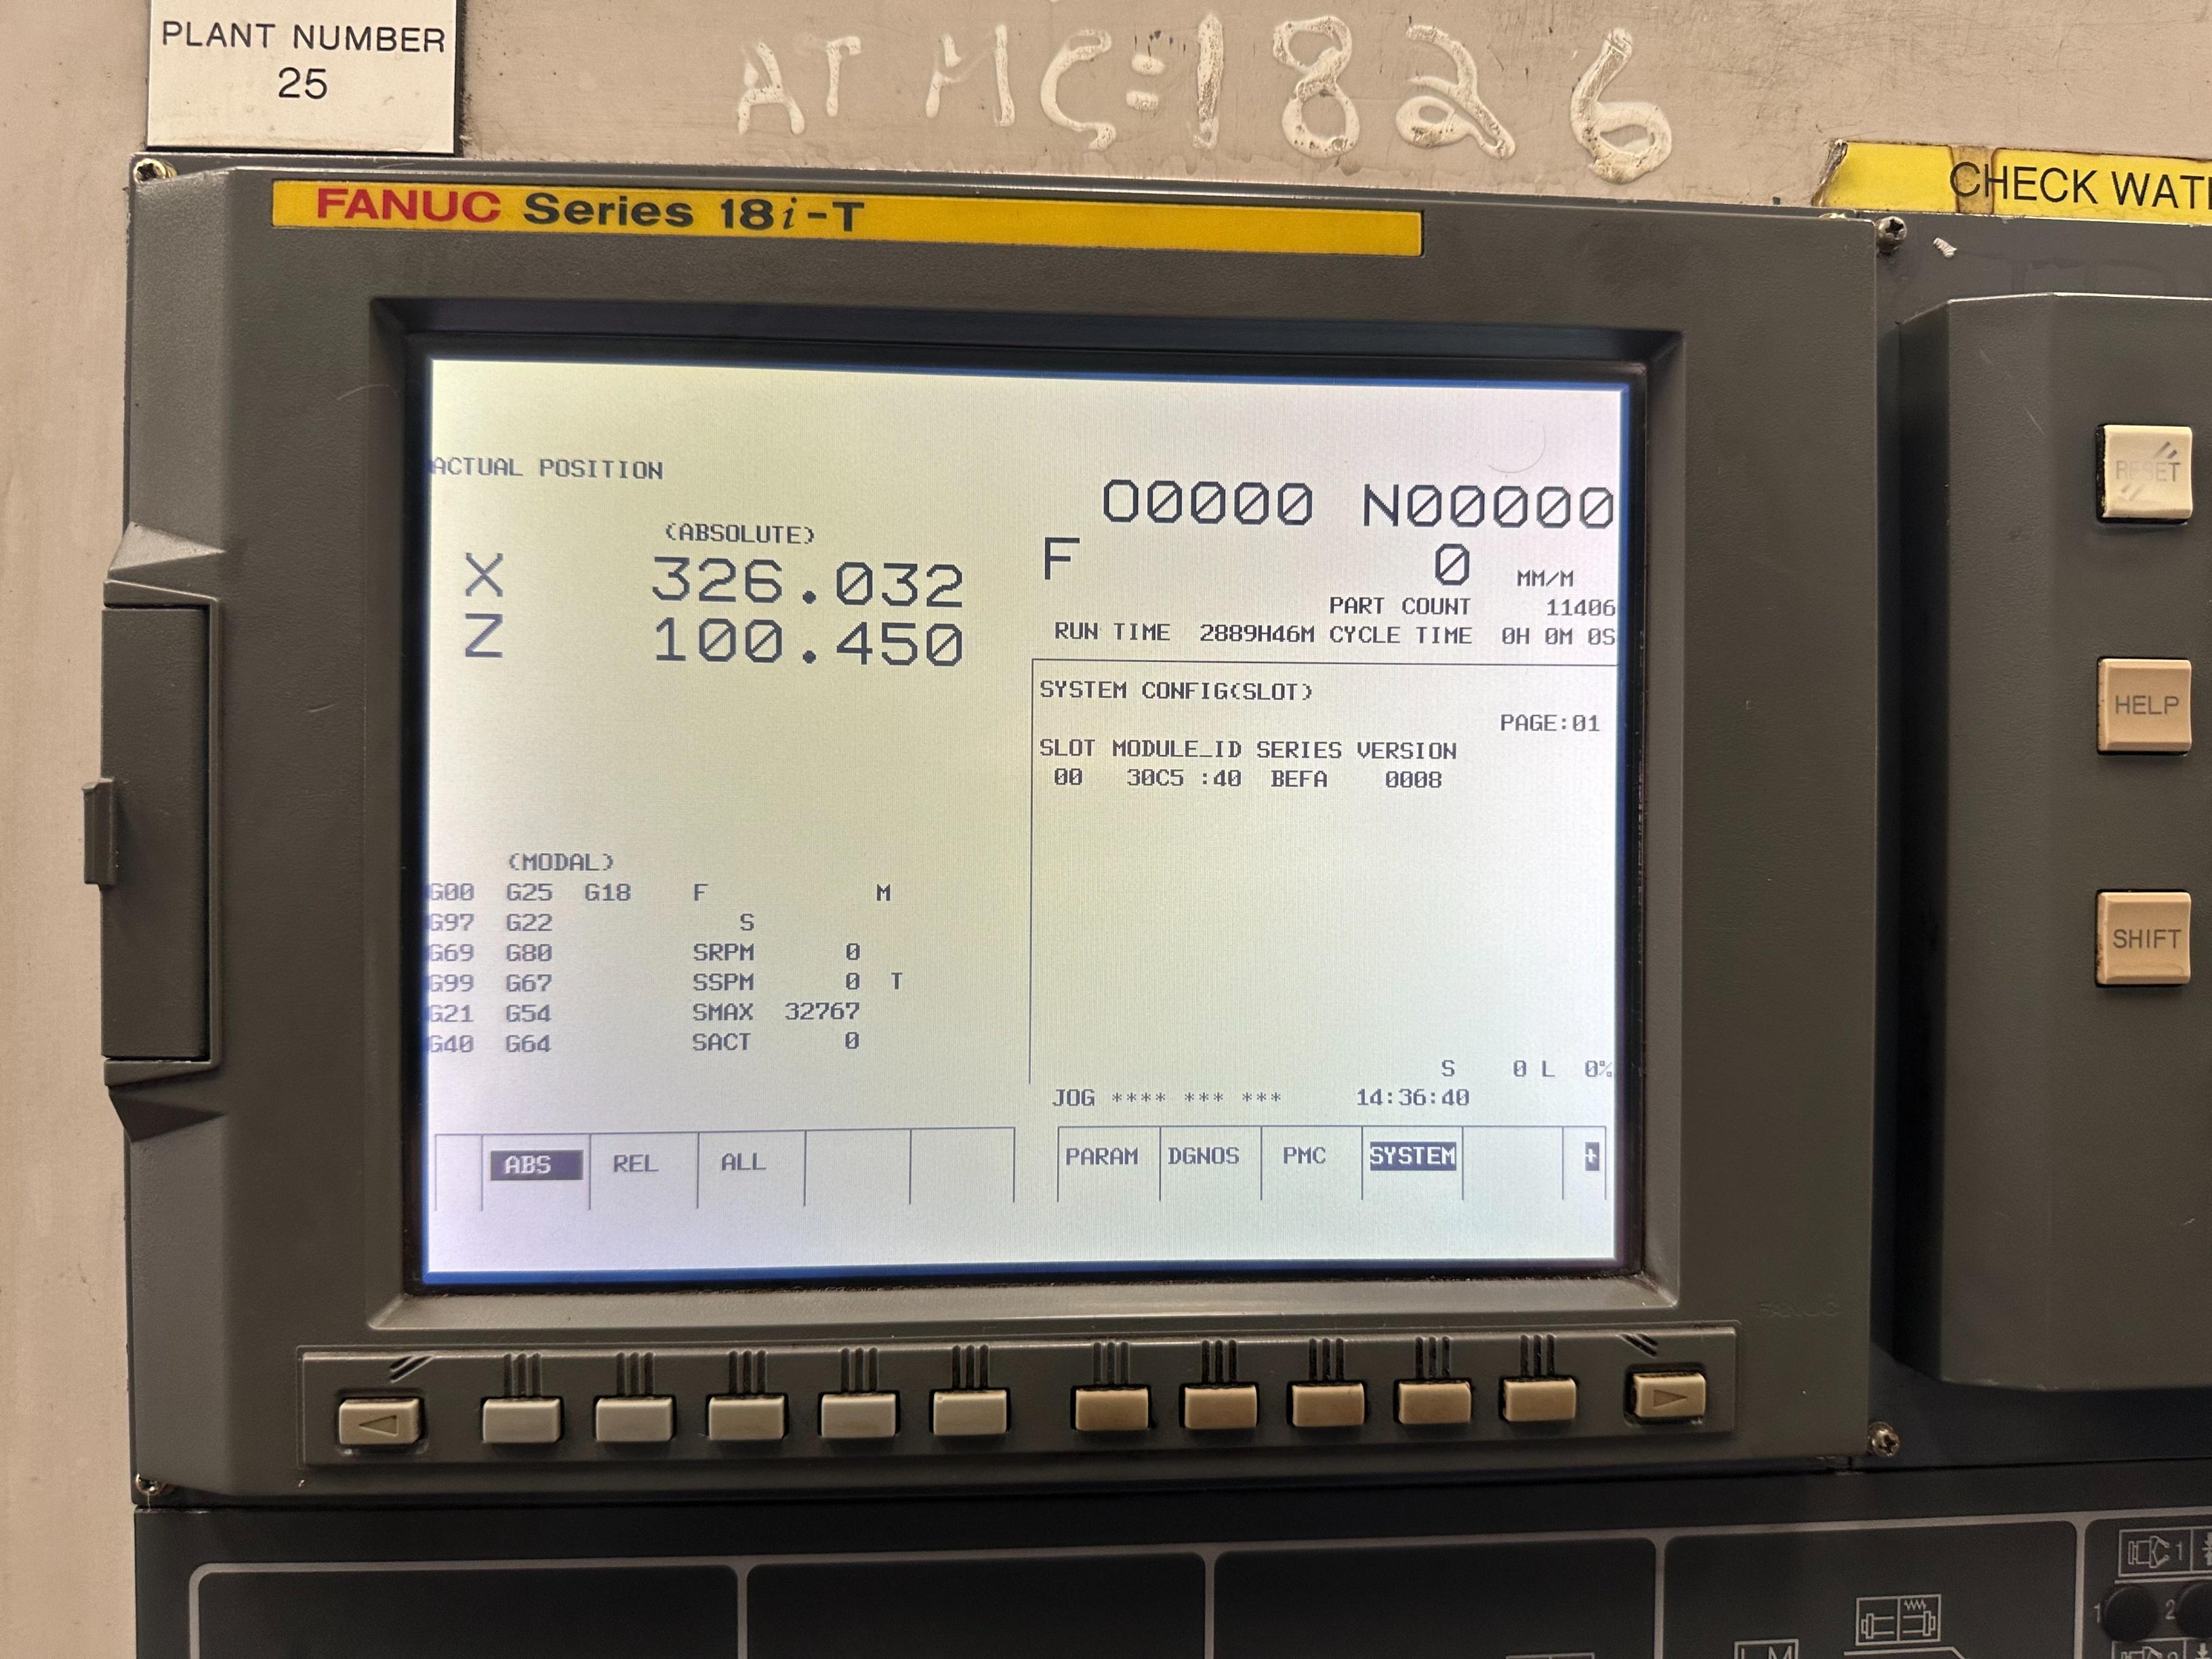 PLANT NUMBER
25
AT MC=1826
CHECK WAT
FANUC Series 18i-T
ACTUAL POSITION
O0000 N00000
(ABSOLUTE)
X 326.032
Z 100.450
F 0 MM/M
PART COUNT 11406
RUN TIME 2889H46M CYCLE TIME 0H 0M 0S
SYSTEM CONFIG(SLOT)
PAGE:01
SLOT MODULE_ID SERIES VERSION
00 30C5 :40 BEFA 0008
(MODAL)
G00 G25 G18 F M
G97 G22 S
G69 G80 SRPM 0
G99 G67 SSPM 0 T
G21 G54 SMAX 32767
G40 G64 SACT 0
S 0 L 0%
JOG **** *** *** 14:36:40
ABS REL ALL
PARAM DGNOS PMC SYSTEM +
RESET
HELP
SHIFT
1
1 2